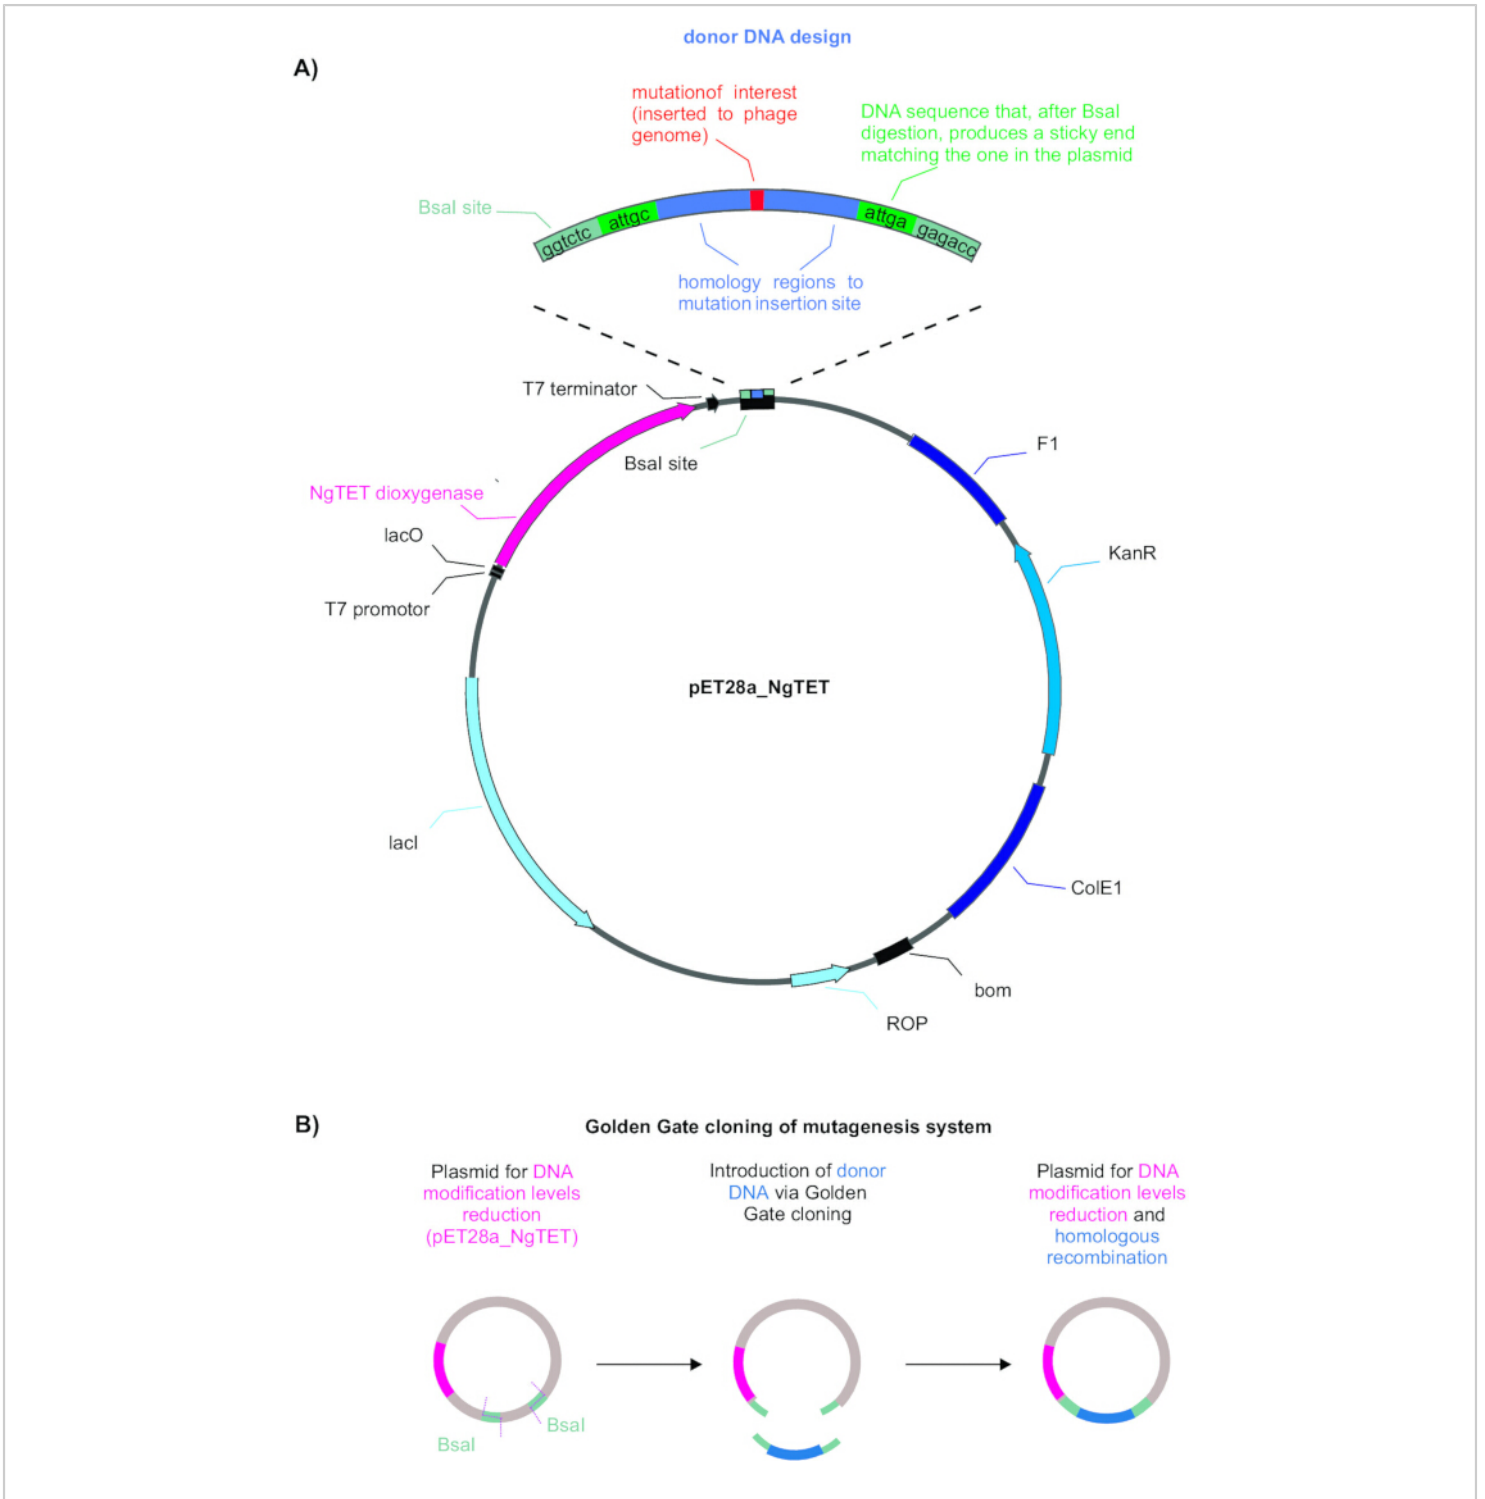 donor DNA design
A)
mutationof interest
(inserted to phage
genome)
DNA sequence that, after BsaI
digestion, produces a sticky end
matching the one in the plasmid
BsaI site
ggtctc
attgc
attga
gagacc
homology regions to
mutation insertion site
T7 terminator
BsaI site
F1
NgTET dioxygenase
lacO
KanR
T7 promotor
pET28a_NgTET
lacI
ColE1
bom
ROP
B)
Golden Gate cloning of mutagenesis system
Plasmid for DNA
modification levels
reduction
(pET28a_NgTET)
Introduction of donor
DNA via Golden
Gate cloning
Plasmid for DNA
modification levels
reduction and
homologous
recombination
BsaI
BsaI